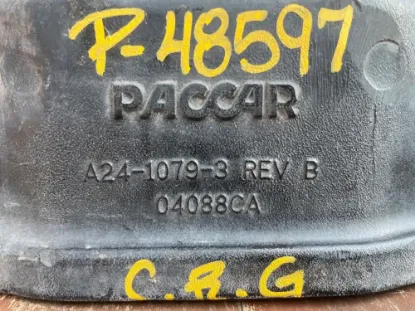 P-48597
PACCAR
A24-1079-3 REV B
04088CA
C.R.G